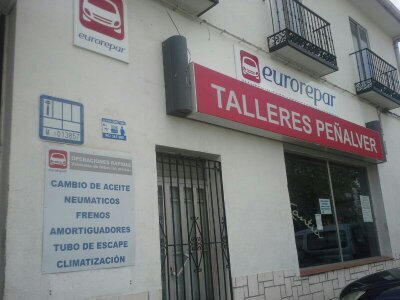 eurorepar
eurorepar
TALLERES PEÑALVER
OPERACIONES RAPIDAS
CAMBIO DE ACEITE
NEUMATICOS
FRENOS
AMORTIGUADORES
TUBO DE ESCAPE
CLIMATIZACIÓN